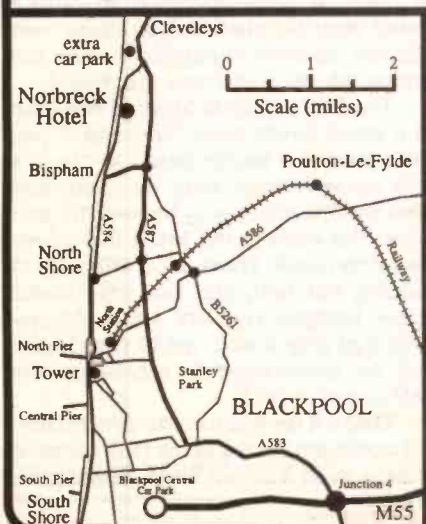 Cleveleys
extra
car park
0 1 2
Scale (miles)
Norbreck
Hotel
Poulton-Le-Fylde
Bispham
A584
A587
A586
Railway
North
Shore
North Station
B5261
North Pier
Tower
Stanley
Park
Central Pier
BLACKPOOL
A583
South Pier
Blackpool Central
Car Park
Junction 4
South
Shore
M55